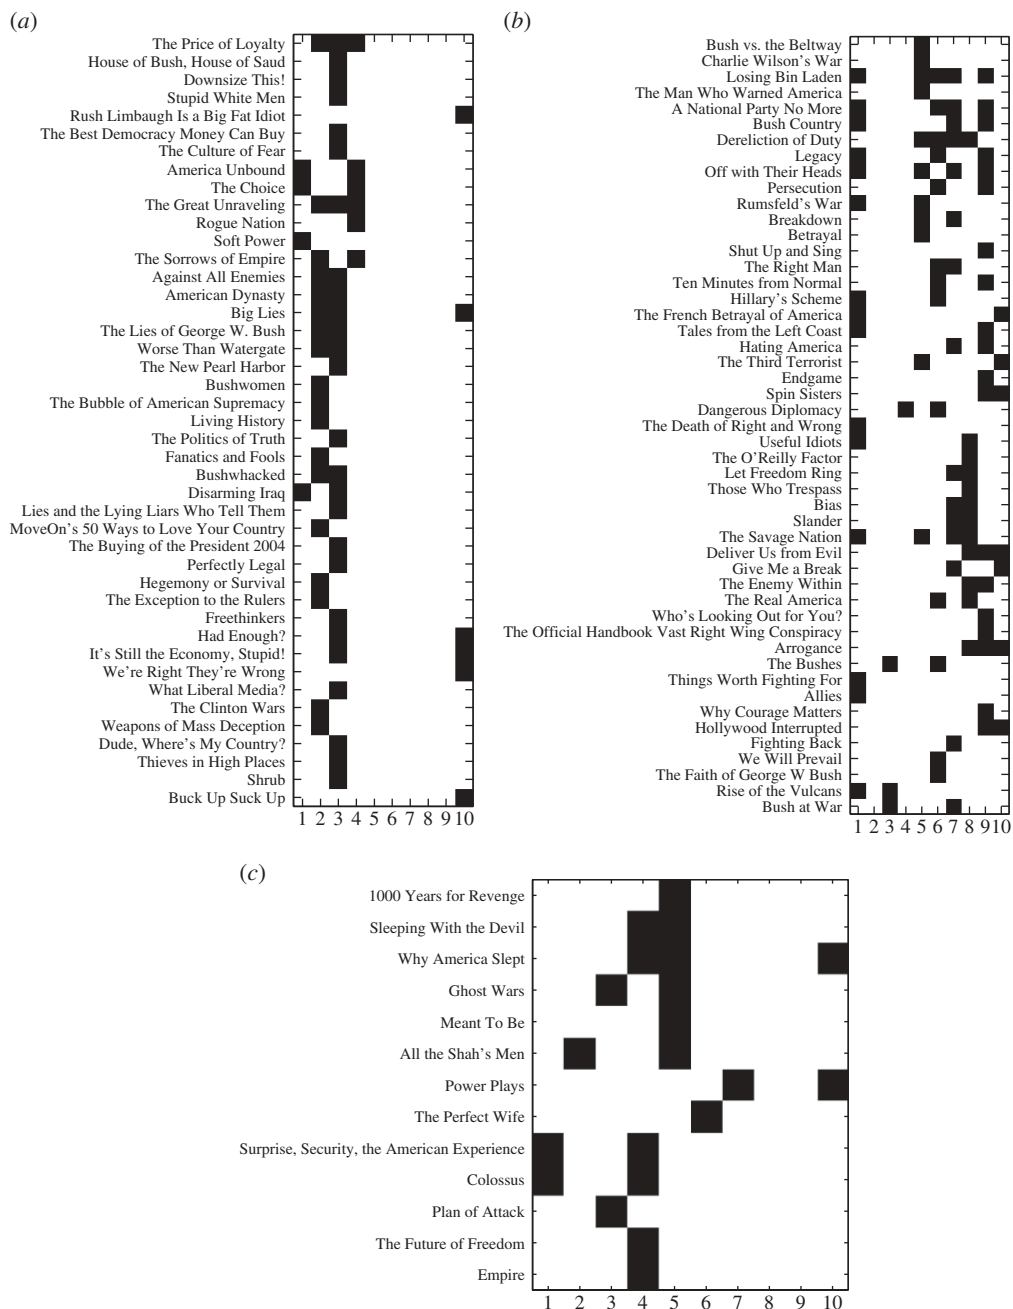 (a)
The Price of Loyalty
House of Bush, House of Saud
Downsize This!
Stupid White Men
Rush Limbaugh Is a Big Fat Idiot
The Best Democracy Money Can Buy
The Culture of Fear
America Unbound
The Choice
The Great Unraveling
Rogue Nation
Soft Power
The Sorrows of Empire
Against All Enemies
American Dynasty
Big Lies
The Lies of George W. Bush
Worse Than Watergate
The New Pearl Harbor
Bushwomen
The Bubble of American Supremacy
Living History
The Politics of Truth
Fanatics and Fools
Bushwhacked
Disarming Iraq
Lies and the Lying Liars Who Tell Them
MoveOn's 50 Ways to Love Your Country
The Buying of the President 2004
Perfectly Legal
Hegemony or Survival
The Exception to the Rulers
Freethinkers
Had Enough?
It's Still the Economy, Stupid!
We're Right They're Wrong
What Liberal Media?
The Clinton Wars
Weapons of Mass Deception
Dude, Where's My Country?
Thieves in High Places
Shrub
Buck Up Suck Up
1 2 3 4 5 6 7 8 9 10
(b)
Bush vs. the Beltway
Charlie Wilson's War
Losing Bin Laden
The Man Who Warned America
A National Party No More
Bush Country
Dereliction of Duty
Legacy
Off with Their Heads
Persecution
Rumsfeld's War
Breakdown
Betrayal
Shut Up and Sing
The Right Man
Ten Minutes from Normal
Hillary's Scheme
The French Betrayal of America
Tales from the Left Coast
Hating America
The Third Terrorist
Endgame
Spin Sisters
Dangerous Diplomacy
The Death of Right and Wrong
Useful Idiots
The O'Reilly Factor
Let Freedom Ring
Those Who Trespass
Bias
Slander
The Savage Nation
Deliver Us from Evil
Give Me a Break
The Enemy Within
The Real America
Who's Looking Out for You?
The Official Handbook Vast Right Wing Conspiracy
Arrogance
The Bushes
Things Worth Fighting For
Allies
Why Courage Matters
Hollywood Interrupted
Fighting Back
We Will Prevail
The Faith of George W Bush
Rise of the Vulcans
Bush at War
1 2 3 4 5 6 7 8 9 10
(c)
1000 Years for Revenge
Sleeping With the Devil
Why America Slept
Ghost Wars
Meant To Be
All the Shah's Men
Power Plays
The Perfect Wife
Surprise, Security, the American Experience
Colossus
Plan of Attack
The Future of Freedom
Empire
1 2 3 4 5 6 7 8 9 10